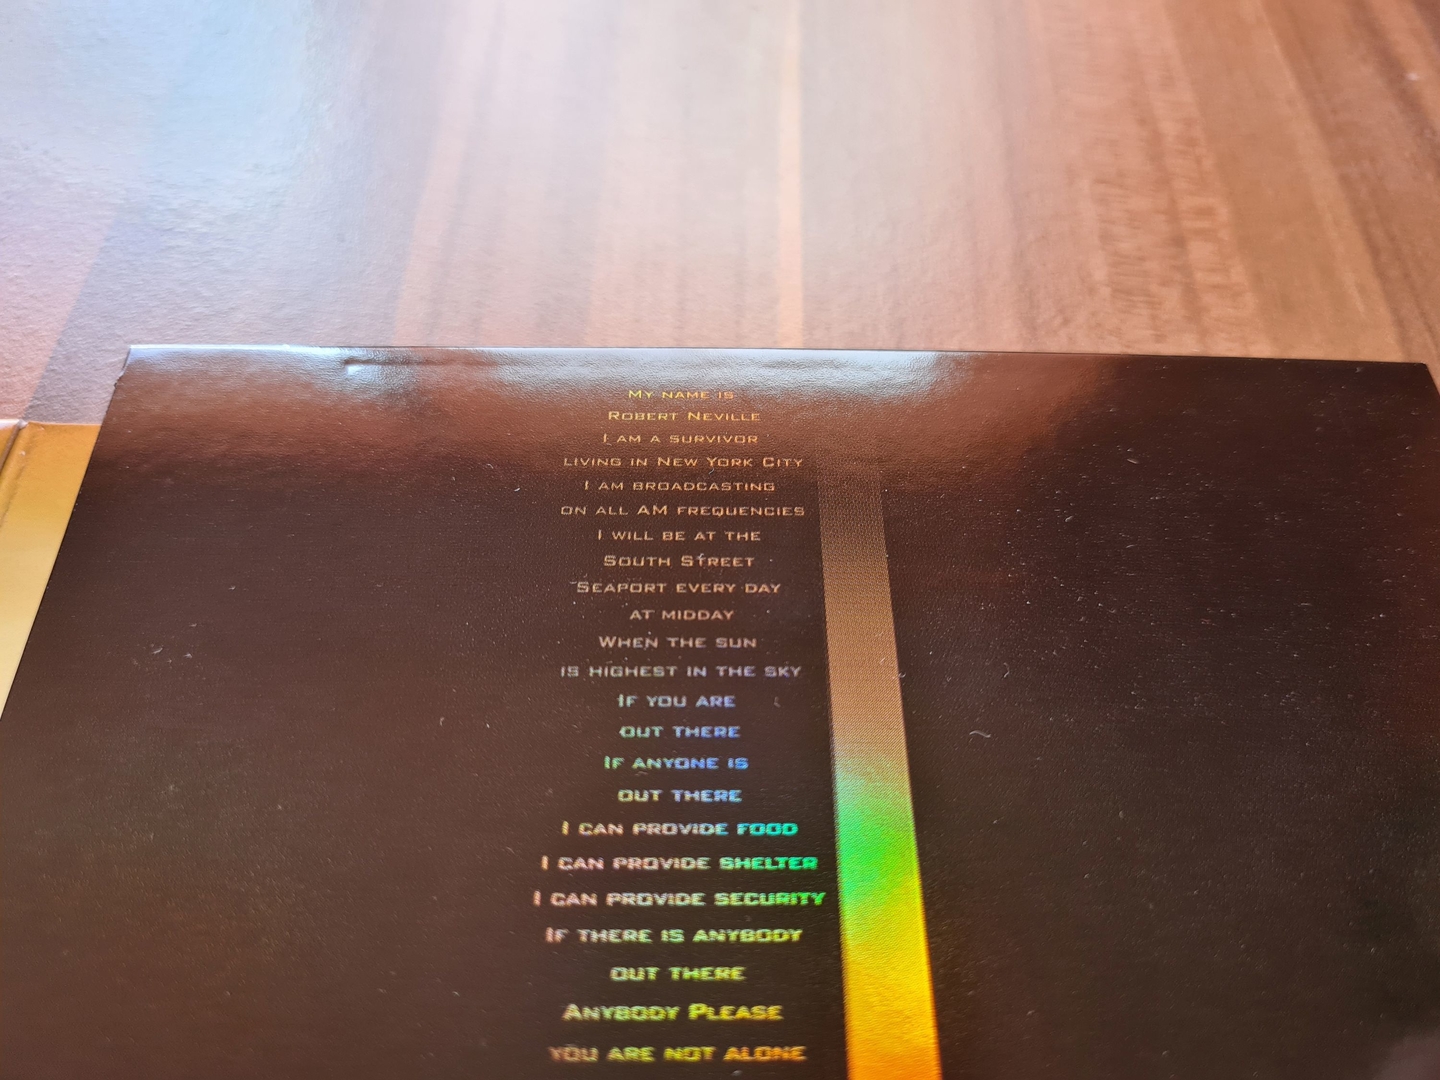 My name is
Robert Neville
I am a survivor
living in New York City
I am broadcasting
on all AM frequencies
I will be at the
South Street
Seaport every day
at midday
When the sun
is highest in the sky
If you are
out there
If anyone is
out there
I can provide food
I can provide shelter
I can provide security
If there is anybody
out there
Anybody Please
you are not alone